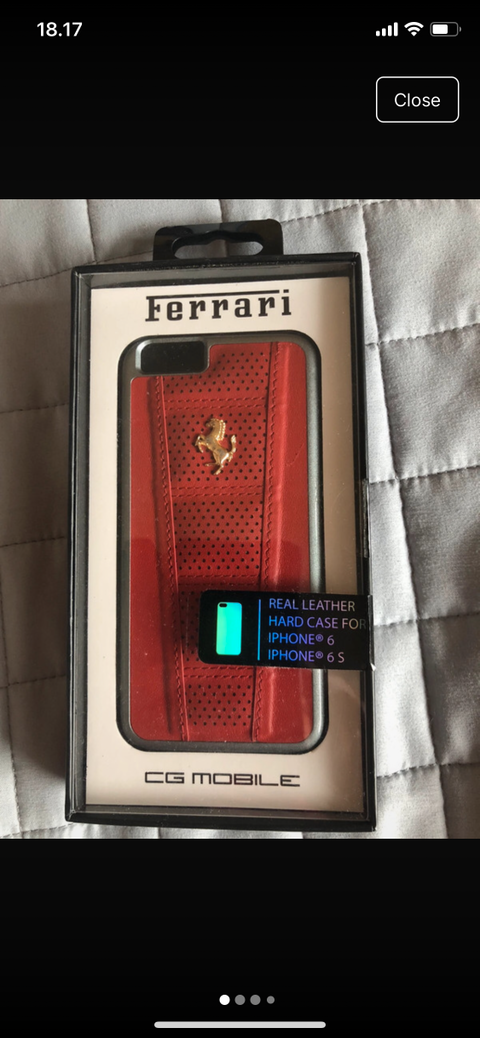 18.17
Close
Ferrari
REAL LEATHER
HARD CASE FOR
IPHONE® 6
IPHONE® 6 S
CG MOBILE